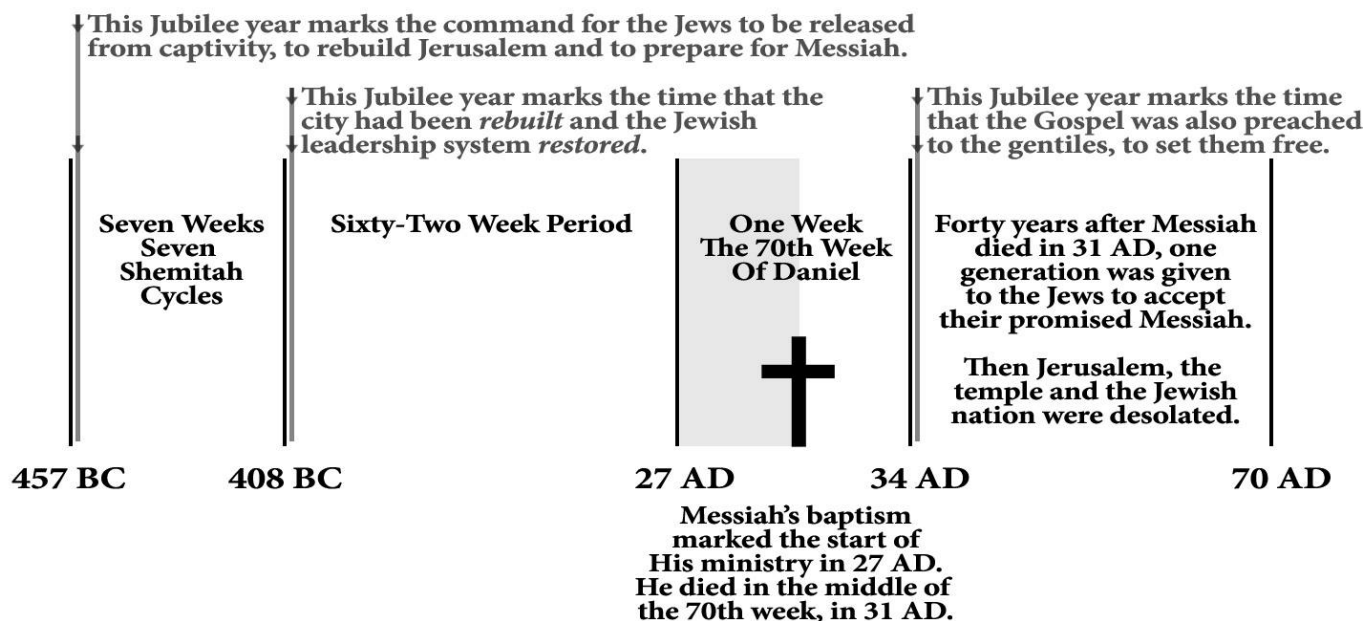 This Jubilee year marks the command for the Jews to be released
from captivity, to rebuild Jerusalem and to prepare for Messiah.
This Jubilee year marks the time that the
city had been rebuilt and the Jewish
leadership system restored.
This Jubilee year marks the time
that the Gospel was also preached
to the gentiles, to set them free.
Seven Weeks
Seven
Shemitah
Cycles
Sixty-Two Week Period
One Week
The 70th Week
Of Daniel
Forty years after Messiah
died in 31 AD, one
generation was given
to the Jews to accept
their promised Messiah.
Then Jerusalem, the
temple and the Jewish
nation were desolated.
457 BC
408 BC
27 AD
34 AD
70 AD
Messiah's baptism
marked the start of
His ministry in 27 AD.
He died in the middle of
the 70th week, in 31 AD.